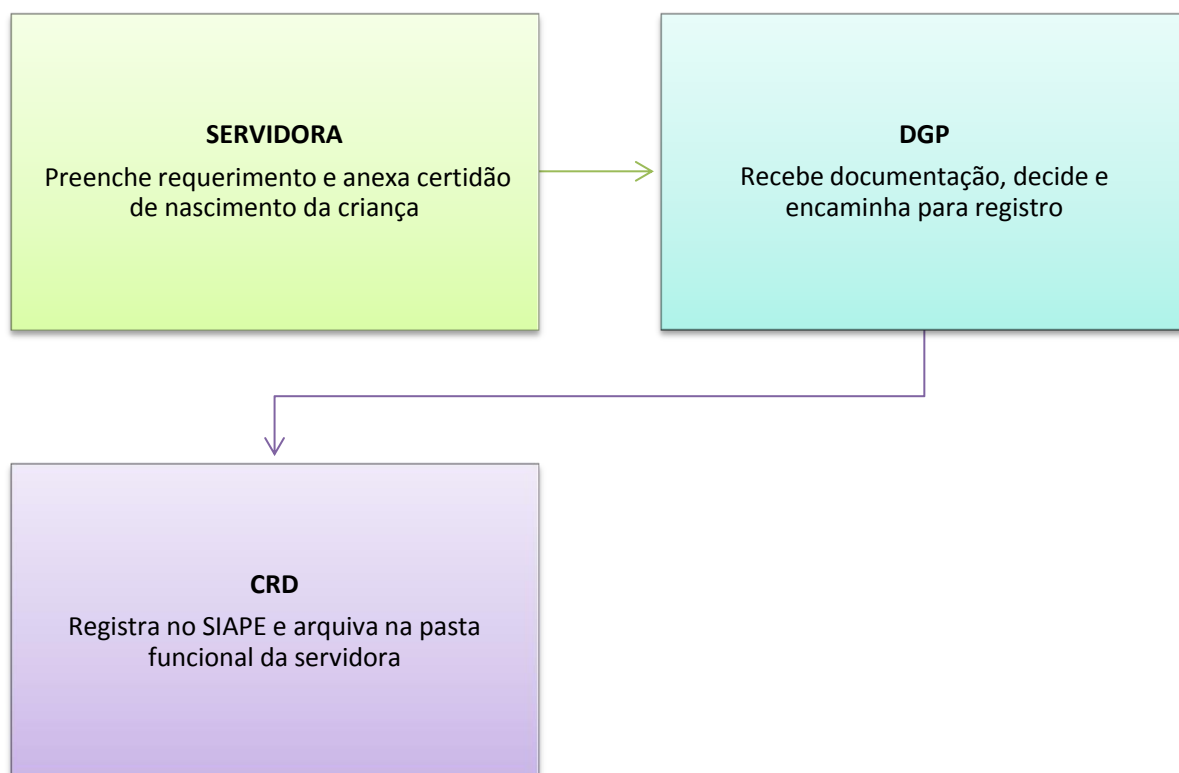 SERVIDORA
Preenche requerimento e anexa certidão
de nascimento da criança
DGP
Recebe documentação, decide e
encaminha para registro
CRD
Registra no SIAPE e arquiva na pasta
funcional da servidora